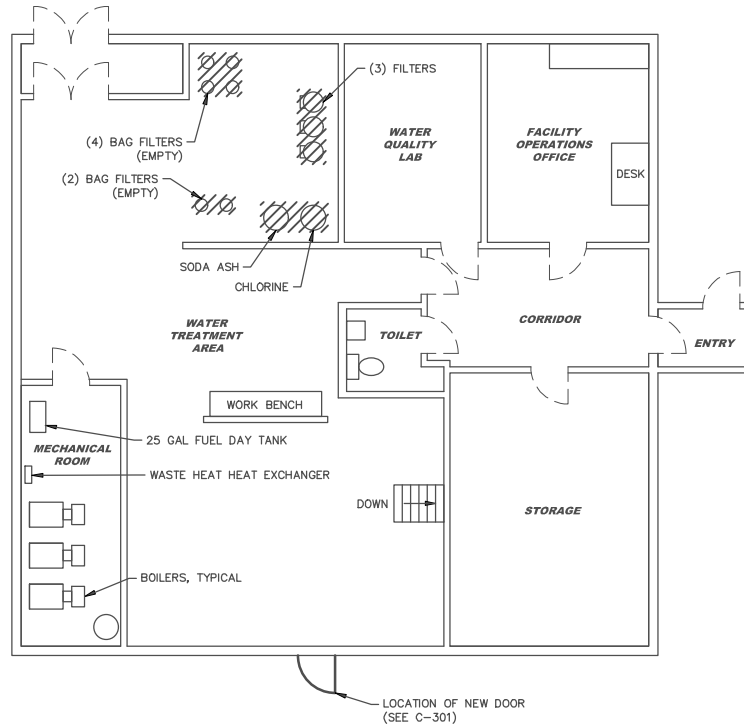 (3) FILTERS
(4) BAG FILTERS
(EMPTY)
WATER
QUALITY
LAB
FACILITY
OPERATIONS
OFFICE
DESK
(2) BAG FILTERS
(EMPTY)
SODA ASH
CHLORINE
WATER
TREATMENT
AREA
TOILET
CORRIDOR
ENTRY
WORK BENCH
25 GAL FUEL DAY TANK
MECHANICAL
ROOM
WASTE HEAT HEAT EXCHANGER
DOWN
STORAGE
BOILERS, TYPICAL
LOCATION OF NEW DOOR
(SEE C-301)